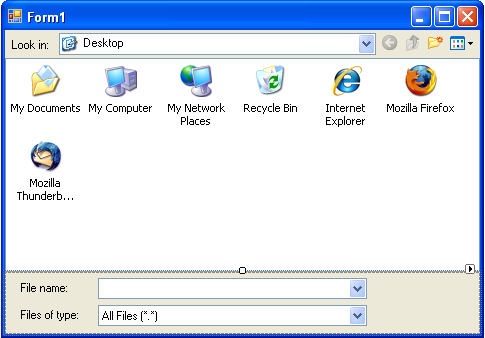 Form1
Look in: Desktop
My Documents My Computer My Network Places Recycle Bin Internet Explorer Mozilla Firefox
Mozilla Thunderb...
File name:
Files of type: All Files (*.*)